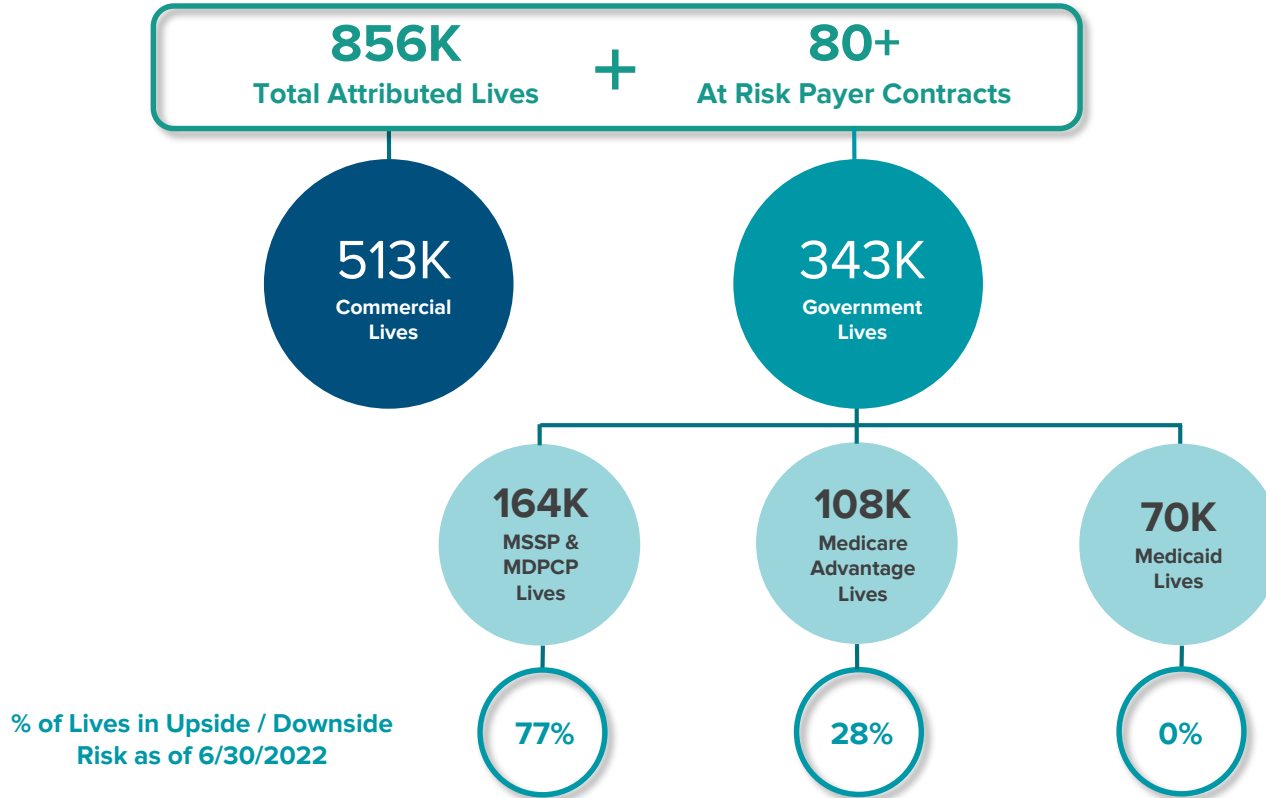 856K
Total Attributed Lives
+
80+
At Risk Payer Contracts
513K
Commercial
Lives
343K
Government
Lives
164K
MSSP &
MDPCP
Lives
108K
Medicare
Advantage
Lives
70K
Medicaid
Lives
% of Lives in Upside / Downside
Risk as of 6/30/2022
77%
28%
0%